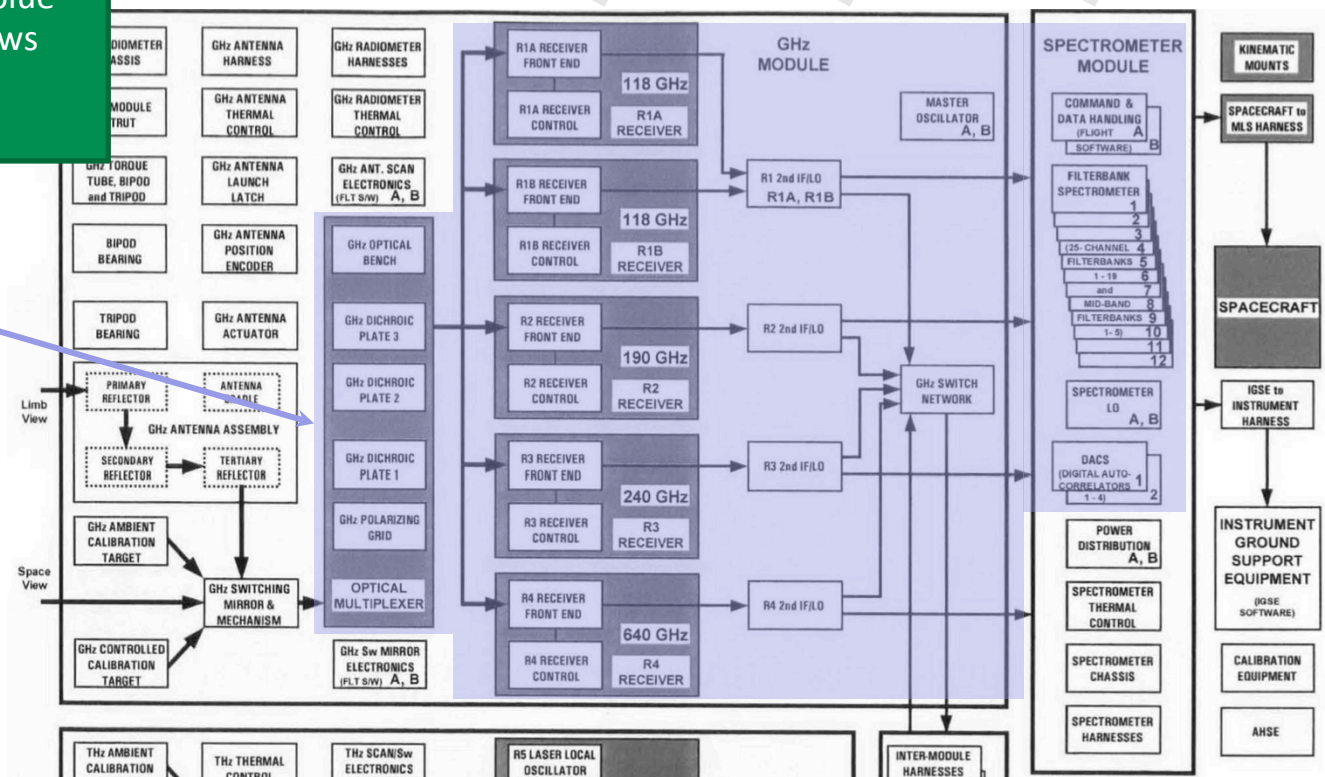 ws
GHz ANTENNA
HARNESS
GHz RADIOMETER
HARNESSES
GHz ANTENNA
THERMAL
CONTROL
GHz RADIOMETER
THERMAL
CONTROL
GHz TORQUE
TUBE, BIPOD
and TRIPOD
GHz ANTENNA
LAUNCH
LATCH
GHz ANT. SCAN
ELECTRONICS
(FLT S/W) A, B
BIPOD
BEARING
GHz ANTENNA
POSITION
ENCODER
TRIPOD
BEARING
GHz ANTENNA
ACTUATOR
Limb
View
PRIMARY
REFLECTOR
ANTENNA
GHz ANTENNA ASSEMBLY
SECONDARY
REFLECTOR
TERTIARY
REFLECTOR
GHz AMBIENT
CALIBRATION
TARGET
Space
View
GHz SWITCHING
MIRROR &
MECHANISM
GHz CONTROLLED
CALIBRATION
TARGET
GHz OPTICAL
BENCH
GHz DICHROIC
PLATE 3
GHz DICHROIC
PLATE 2
GHz DICHROIC
PLATE 1
GHz POLARIZING
GRID
OPTICAL
MULTIPLEXER
GHz Sw MIRROR
ELECTRONICS
(FLT S/W) A, B
R1A RECEIVER
FRONT END
118 GHz
R1A RECEIVER
CONTROL
R1A
RECEIVER
R1B RECEIVER
FRONT END
118 GHz
R1B RECEIVER
CONTROL
R1B
RECEIVER
R2 RECEIVER
FRONT END
190 GHz
R2 RECEIVER
CONTROL
R2
RECEIVER
R3 RECEIVER
FRONT END
240 GHz
R3 RECEIVER
CONTROL
R3
RECEIVER
R4 RECEIVER
FRONT END
640 GHz
R4 RECEIVER
CONTROL
R4
RECEIVER
GHz
MODULE
MASTER
OSCILLATOR
A, B
R1 2nd IF/LO
R1A, R1B
R2 2nd IF/LO
GHz SWITCH
NETWORK
R3 2nd IF/LO
R4 2nd IF/LO
SPECTROMETER
MODULE
COMMAND &
DATA HANDLING
(FLIGHT A
SOFTWARE) B
FILTERBANK
SPECTROMETER
1
2
3
(25- CHANNEL 4
FILTERBANKS 5
1 - 19 6
and 7
MID-BAND 8
FILTERBANKS 9
1- 5) 10
11
12
SPECTROMETER
LO
A, B
DACS
(DIGITAL AUTO-
CORRELATORS 1
1 - 4) 2
POWER
DISTRIBUTION
A, B
SPECTROMETER
THERMAL
CONTROL
SPECTROMETER
CHASSIS
SPECTROMETER
HARNESSES
KINEMATIC
MOUNTS
SPACECRAFT to
MLS HARNESS
SPACECRAFT
IGSE to
INSTRUMENT
HARNESS
INSTRUMENT
GROUND
SUPPORT
EQUIPMENT
(IGSE
SOFTWARE)
CALIBRATION
EQUIPMENT
AHSE
THz AMBIENT
CALIBRATION
THz THERMAL
CONTROL
THz SCAN/Sw
ELECTRONICS
R5 LASER LOCAL
OSCILLATOR
INTER-MODULE
HARNESSES